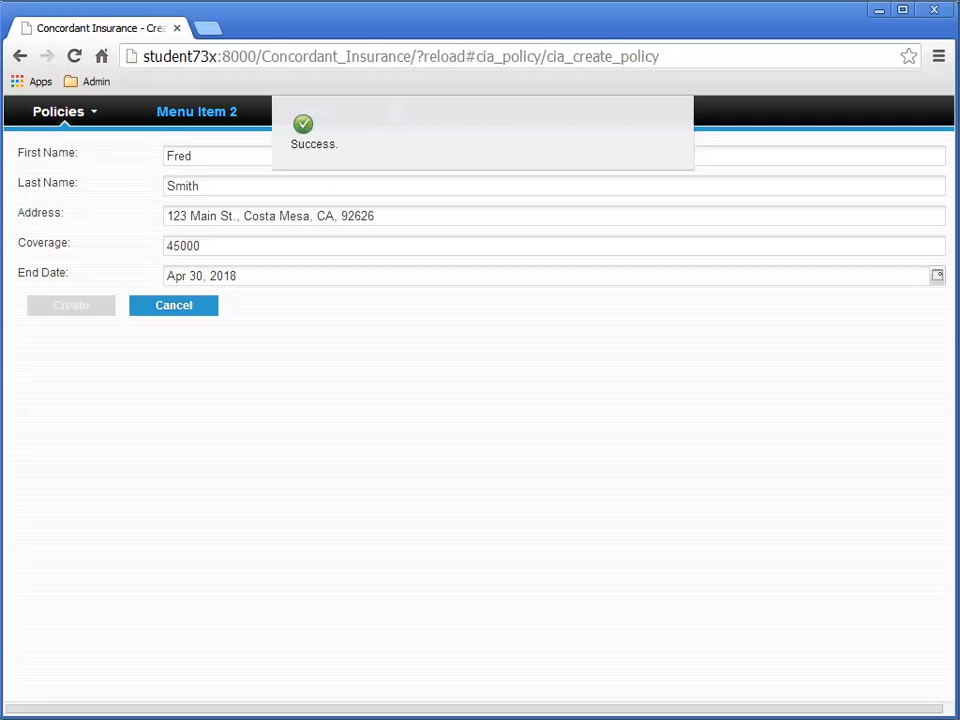 Concordant Insurance - Crea
student73x:8000/Concordant_Insurance/?reload#cia_policy/cia_create_policy
Apps Admin
Policies Menu Item 2
Success.
First Name: Fred
Last Name: Smith
Address: 123 Main St., Costa Mesa, CA, 92626
Coverage: 45000
End Date: Apr 30, 2018
Create Cancel